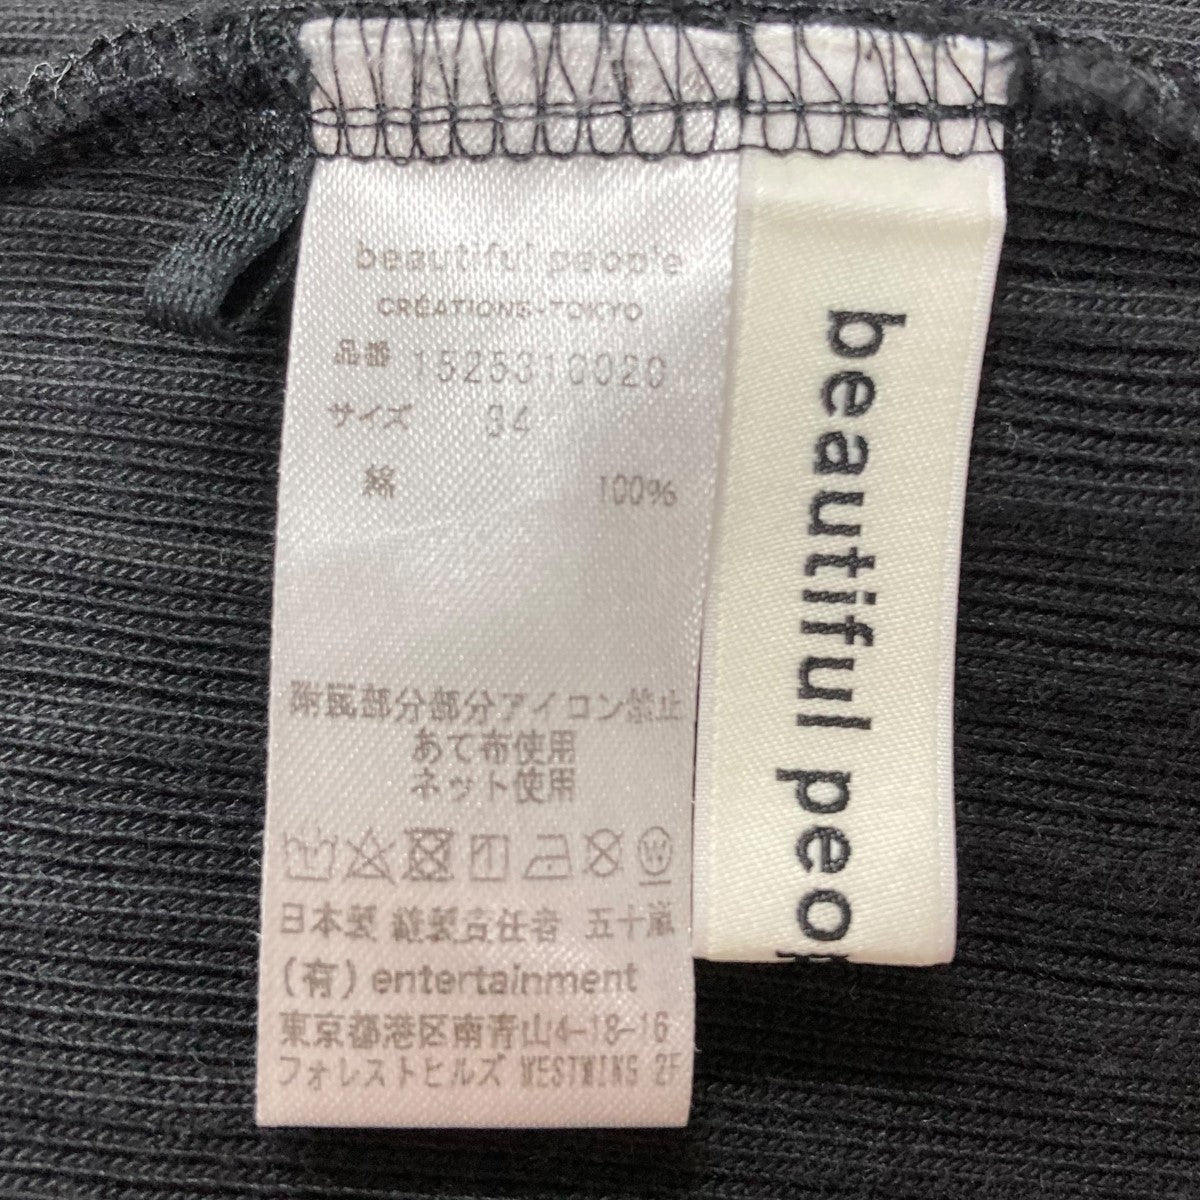 beautiful people
CRÉATIONS-TOKYO
品番 1525310020
サイズ 34
綿 100%
附属部分部分アイロン禁止
あて布使用
ネット使用
日本製 縫製責任者 五十嵐
(有) entertainment
東京都港区南青山4-18-16
フォレストヒルズ WESTWING 2F
beautiful peop